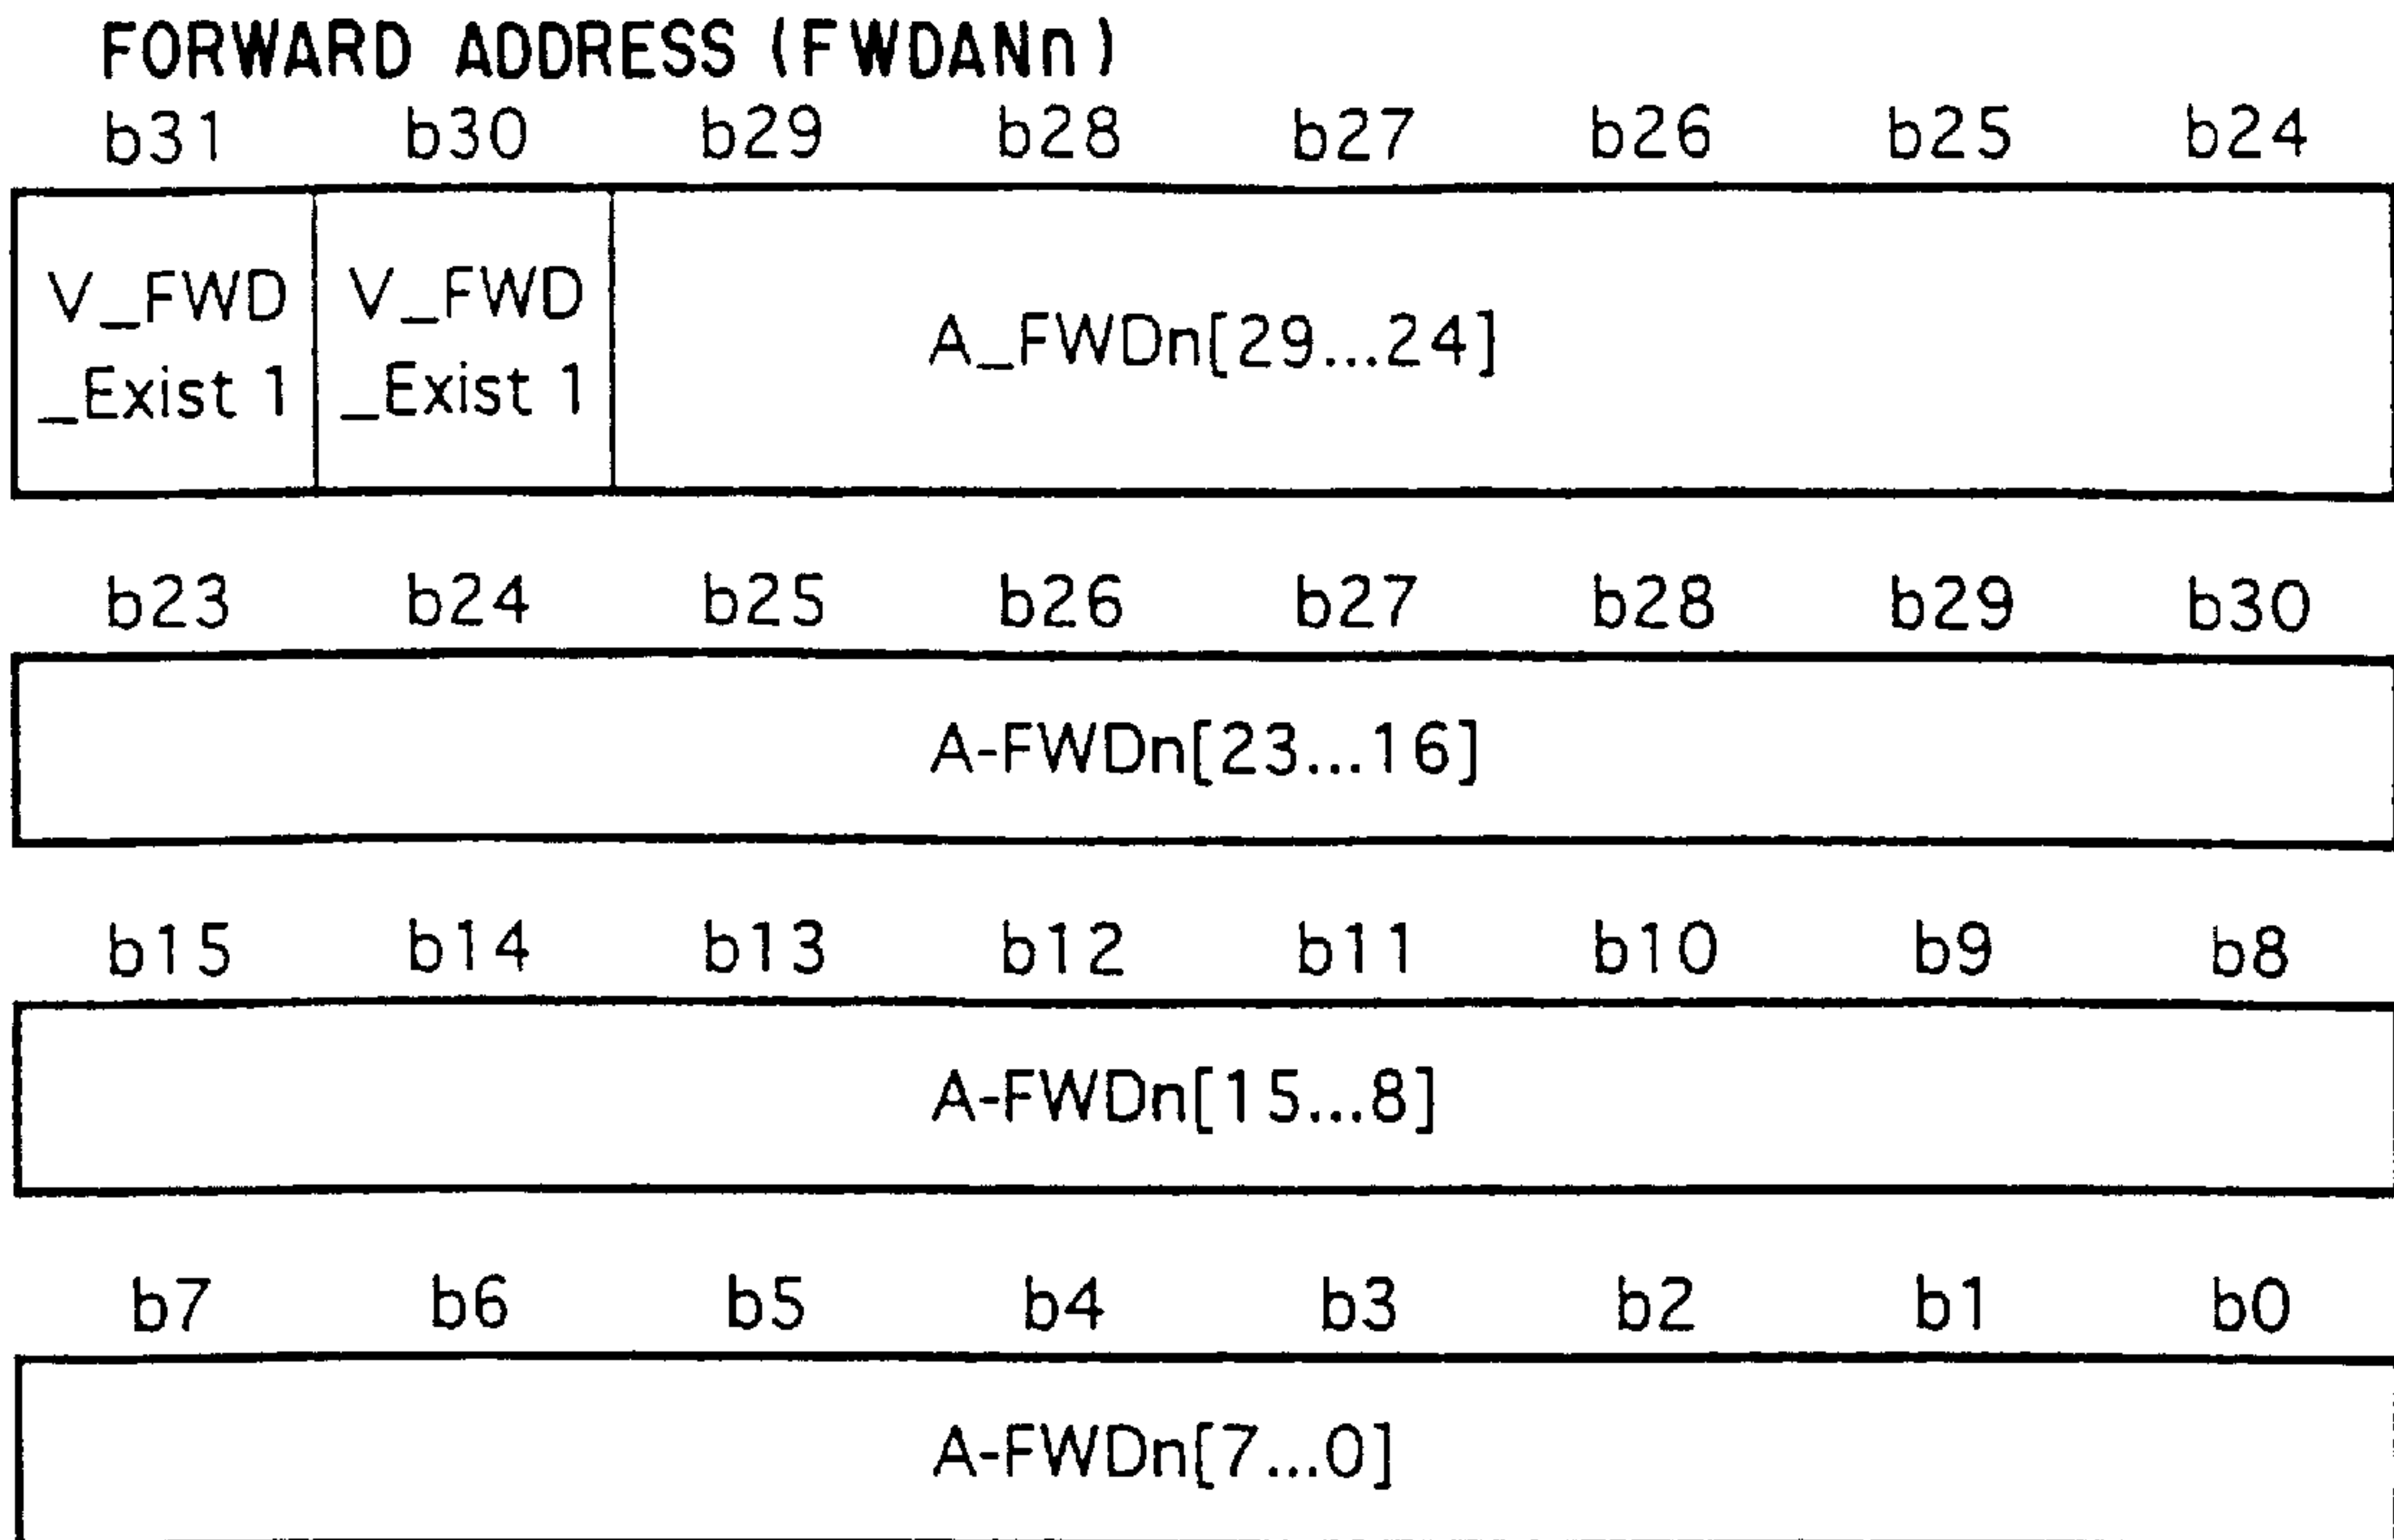 FORWARD ADDRESS (FWDANn)
b31 b30 b29 b28 b27 b26 b25 b24
V_FWD V_FWD
_Exist 1 _Exist 1
A_FWDn[29...24]
b23 b24 b25 b26 b27 b28 b29 b30
A-FWDn[23...16]
b15 b14 b13 b12 b11 b10 b9 b8
A-FWDn[15...8]
b7 b6 b5 b4 b3 b2 b1 b0
A-FWDn[7...0]